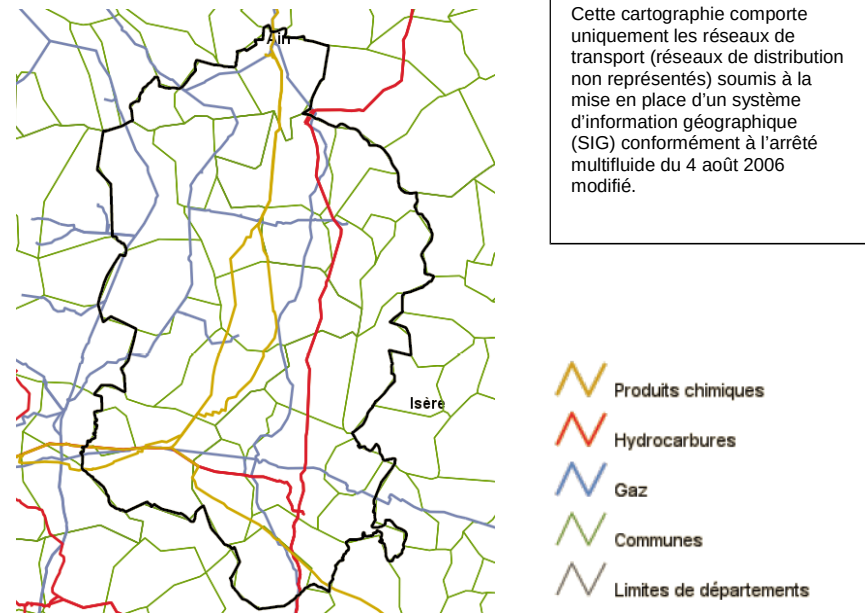 Ain
Isère
Cette cartographie comporte
uniquement les réseaux de
transport (réseaux de distribution
non représentés) soumis à la
mise en place d'un système
d'information géographique
(SIG) conformément à l'arrêté
multifluide du 4 août 2006
modifié.
Produits chimiques
Hydrocarbures
Gaz
Communes
Limites de départements